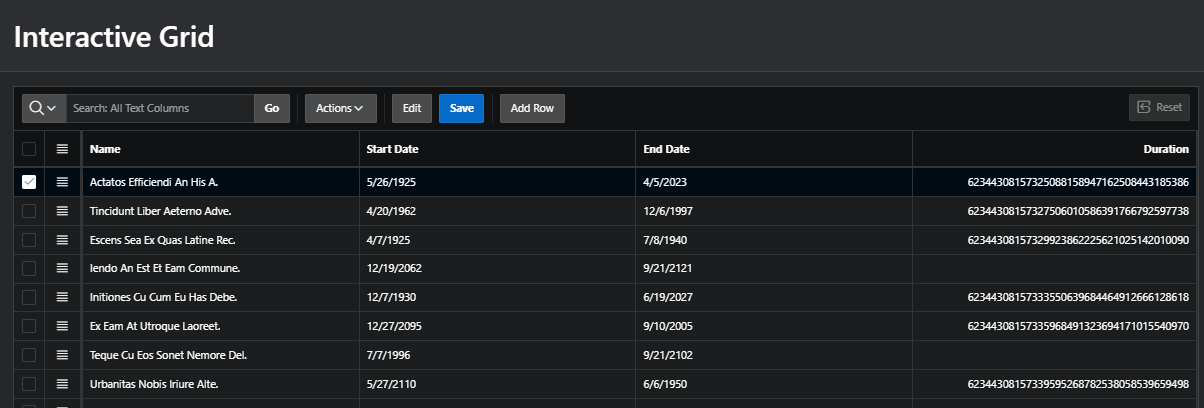 Interactive Grid
Search: All Text Columns Go Actions Edit Save Add Row Reset
Name Start Date End Date Duration
Actatos Efficiendi An His A. 5/26/1925 4/5/2023 62344308157325088158947162508443185386
Tincidunt Liber Aeterno Adve. 4/20/1962 12/6/1997 62344308157327506010586391766792597738
Escens Sea Ex Quas Latine Rec. 4/7/1925 7/8/1940 62344308157329923862225621025142010090
Iendo An Est Et Eam Commune. 12/19/2062 9/21/2121
Initiones Cu Cum Eu Has Debe. 12/7/1930 6/19/2027 62344308157333550639684464912666128618
Ex Eam At Utroque Laoreet. 12/27/2095 9/10/2005 62344308157335968491323694171015540970
Teque Cu Eos Sonet Nemore Del. 7/7/1996 9/21/2102
Urbanitas Nobis Iriure Alte. 5/27/2110 6/6/1950 62344308157339595268782538058539659498